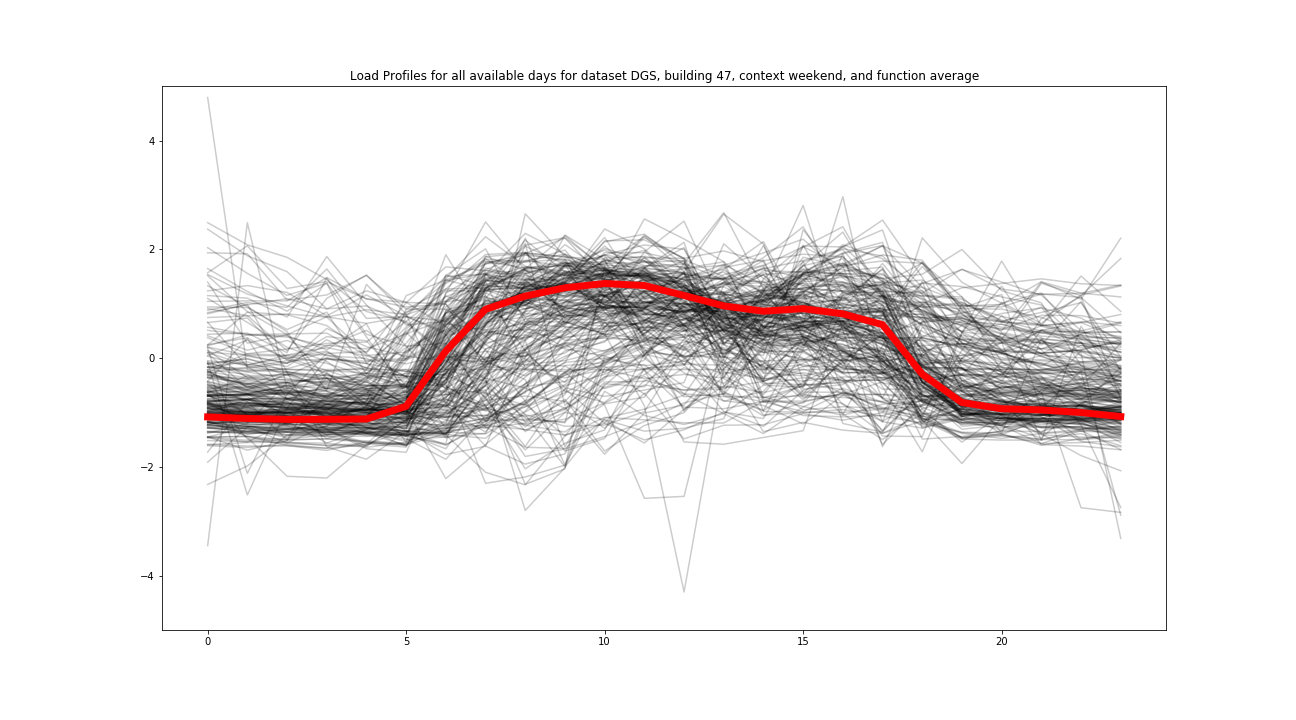 Load Profiles for all available days for dataset DGS, building 47, context weekend, and function average
4
2
0
−2
−4
0 5 10 15 20